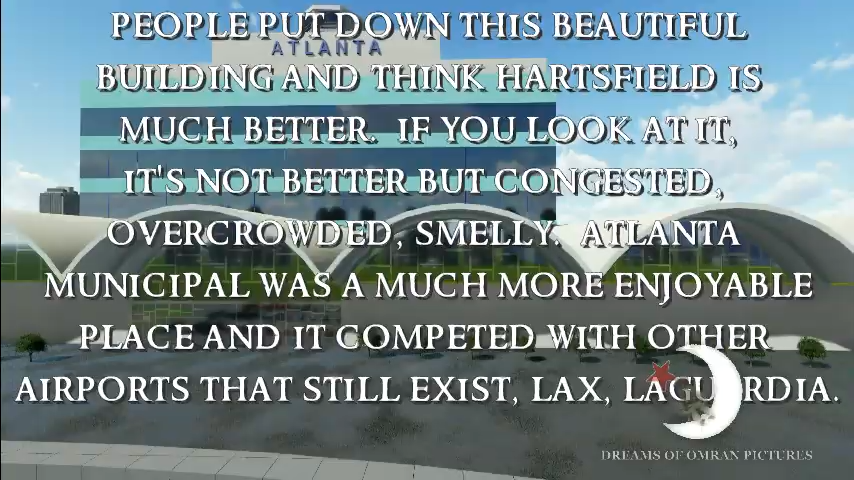 PEOPLE PUT DOWN THIS BEAUTIFUL
ATLANTA
BUILDING AND THINK HARTSFIELD IS
MUCH BETTER. IF YOU LOOK AT IT,
IT'S NOT BETTER BUT CONGESTED,
OVERCROWDED, SMELLY. ATLANTA
MUNICIPAL WAS A MUCH MORE ENJOYABLE
PLACE AND IT COMPETED WITH OTHER
AIRPORTS THAT STILL EXIST, LAX, LAGUARDIA.
DREAMS OF OMRAN PICTURES